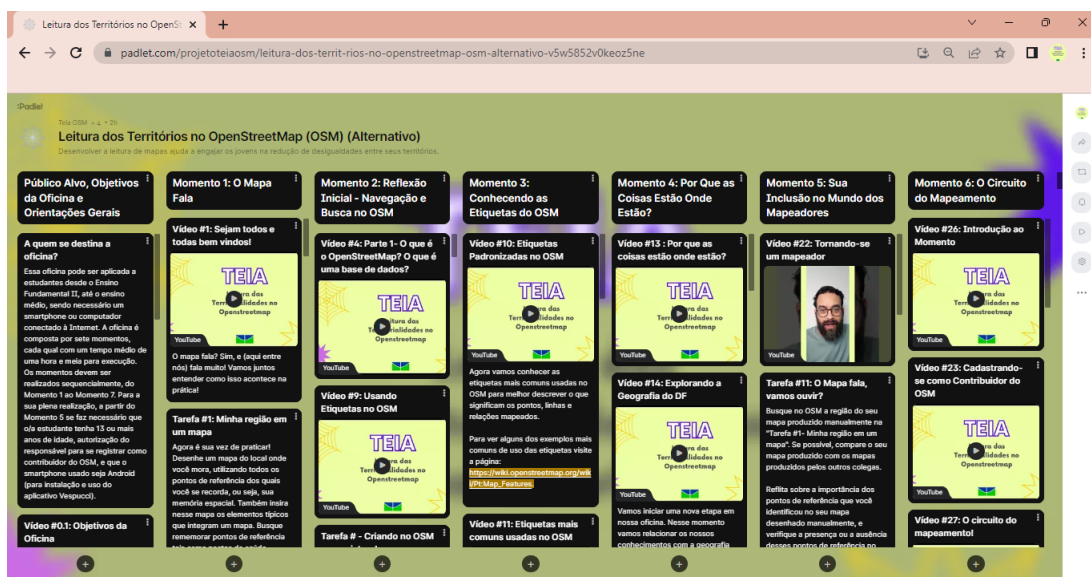 Leitura dos Territórios no OpenSt
padlet.com/projetoteiaosm/leitura-dos-territ-rios-no-openstreetmap-osm-alternativo-v5w5852v0keoz5ne
:Padlet
Teia OSM + 4 • 2h
Leitura dos Territórios no OpenStreetMap (OSM) (Alternativo)
Desenvolver a leitura de mapas ajuda a engajar os jovens na redução de desigualdades entre seus territórios.
Público Alvo, Objetivos
da Oficina e
Orientações Gerais
A quem se destina a
oficina?
Essa oficina pode ser aplicada a
estudantes desde o Ensino
Fundamental II, até o ensino
médio, sendo necessário um
smartphone ou computador
conectado à Internet. A oficina é
composta por sete momentos,
cada qual com um tempo médio de
uma hora e meia para execução.
Os momentos devem ser
realizados sequencialmente, do
Momento 1 ao Momento 7. Para a
sua plena realização, a partir do
Momento 5 se faz necessário que
o/a estudante tenha 13 ou mais
anos de idade, autorização do
responsável para se registrar como
contribuidor do OSM, e que o
smartphone usado seja Android
(para instalação e uso do
aplicativo Vespucci).
Vídeo #0.1: Objetivos da
Oficina
Momento 1: O Mapa
Fala
Vídeo #1: Sejam todos e
todas bem vindos!
TEIA
Openstreetmap
YouTube
O mapa fala? Sim, e (aqui entre
nós) fala muito! Vamos juntos
entender como isso acontece na
prática!
Tarefa #1: Minha região em
um mapa
Agora é sua vez de praticar!
Desenhe um mapa do local onde
você mora, utilizando todos os
pontos de referência dos quais
você se recorda, ou seja, sua
memória espacial. Também insira
nesse mapa os elementos típicos
que integram um mapa. Busque
rememorar pontos de referência
Momento 2: Reflexão
Inicial - Navegação e
Busca no OSM
Vídeo #4: Parte 1- O que é
o OpenStreetMap? O que é
uma base de dados?
TEIA
Openstreetmap
YouTube
Vídeo #9: Usando
Etiquetas no OSM
TEIA
Openstreetmap
YouTube
Tarefa # - Criando no OSM
Momento 3:
Conhecendo as
Etiquetas do OSM
Vídeo #10: Etiquetas
Padronizadas no OSM
TEIA
Openstreetmap
YouTube
Agora vamos conhecer as
etiquetas mais comuns usadas no
OSM para melhor descrever o que
significam os pontos, linhas e
relações mapeados.
Para ver alguns dos exemplos mais
comuns de uso das etiquetas visite
a página:
https://wiki.openstreetmap.org/wik
i/Pt:Map_Features.
Vídeo #11: Etiquetas mais
comuns usadas no OSM
Momento 4: Por Que as
Coisas Estão Onde
Estão?
Vídeo #13 : Por que as
coisas estão onde estão?
TEIA
Openstreetmap
YouTube
Vídeo #14: Explorando a
Geografia do DF
TEIA
Openstreetmap
YouTube
Vamos iniciar uma nova etapa em
nossa oficina. Nesse momento
vamos relacionar os nossos
conhecimentos com a geografia
Momento 5: Sua
Inclusão no Mundo dos
Mapeadores
Vídeo #22: Tornando-se
um mapeador
YouTube
Tarefa #11: O Mapa fala,
vamos ouvir?
Busque no OSM a região do seu
mapa produzido manualmente na
"Tarefa #1- Minha região em um
mapa". Se possível, compare o seu
mapa produzido com os mapas
produzidos pelos outros colegas.
Reflita sobre a importância dos
pontos de referência que você
identificou no seu mapa
desenhado manualmente, e
verifique a presença ou a ausência
desses pontos de referência no
Momento 6: O Circuito
do Mapeamento
Vídeo #26: Introdução ao
Momento
TEIA
Openstreetmap
YouTube
Vídeo #23: Cadastrando-
se como Contribuidor do
OSM
TEIA
Openstreetmap
YouTube
Vídeo #27: O circuito do
mapeamento!